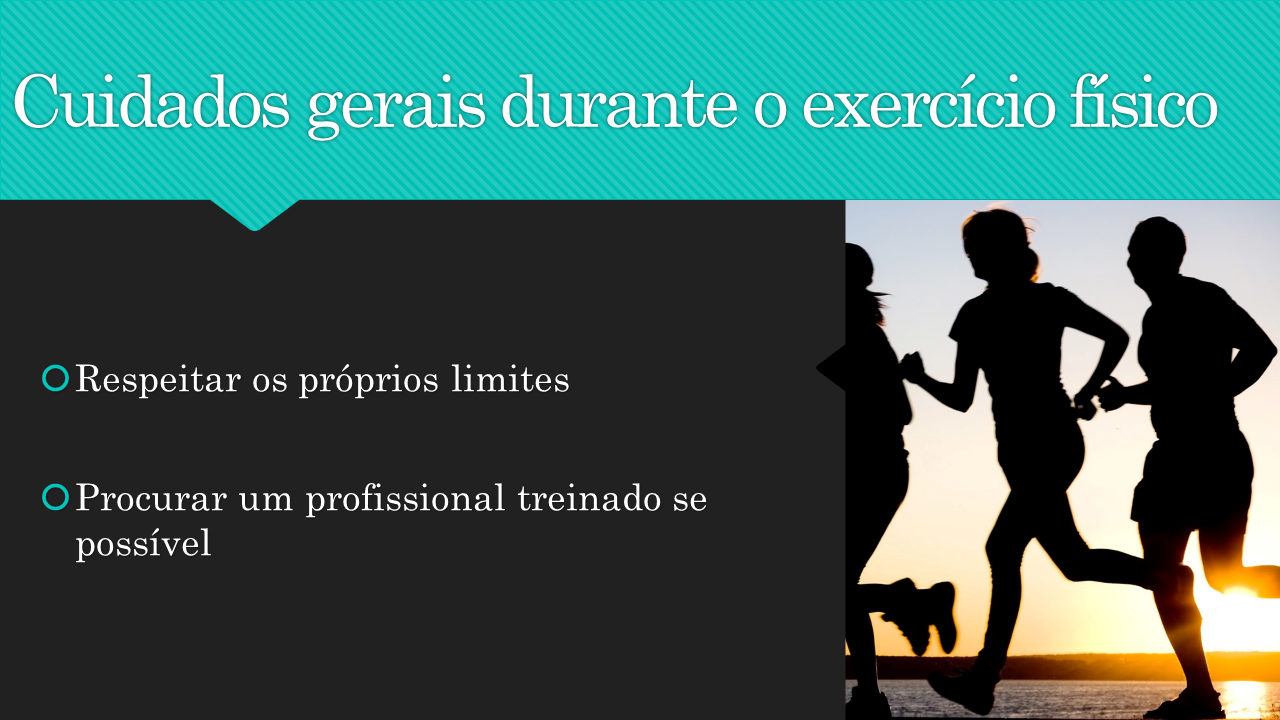 Cuidados gerais durante o exercício físico
Respeitar os próprios limites
Procurar um profissional treinado se
possível